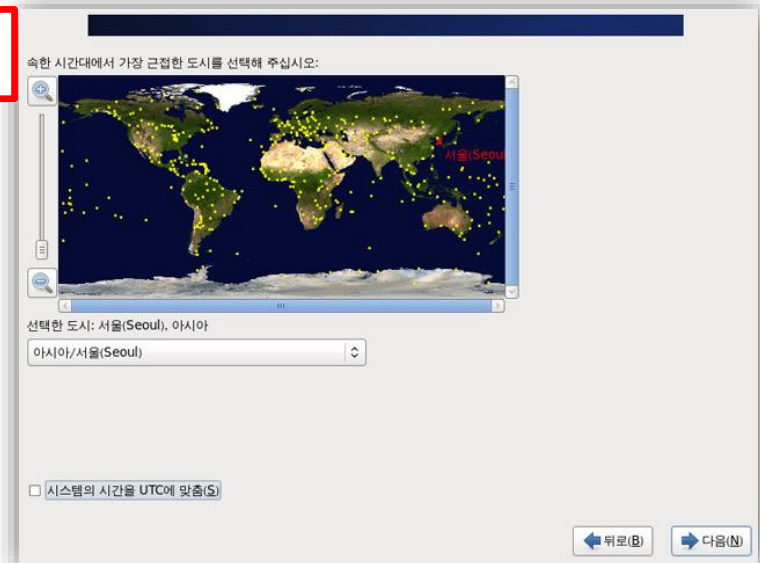 속한 시간대에서 가장 근접한 도시를 선택해 주십시오:
서울(Seoul
선택한 도시: 서울(Seoul), 아시아
아시아/서울(Seoul)
시스템의 시간을 UTC에 맞춤(S)
뒤로(B)
다음(N)